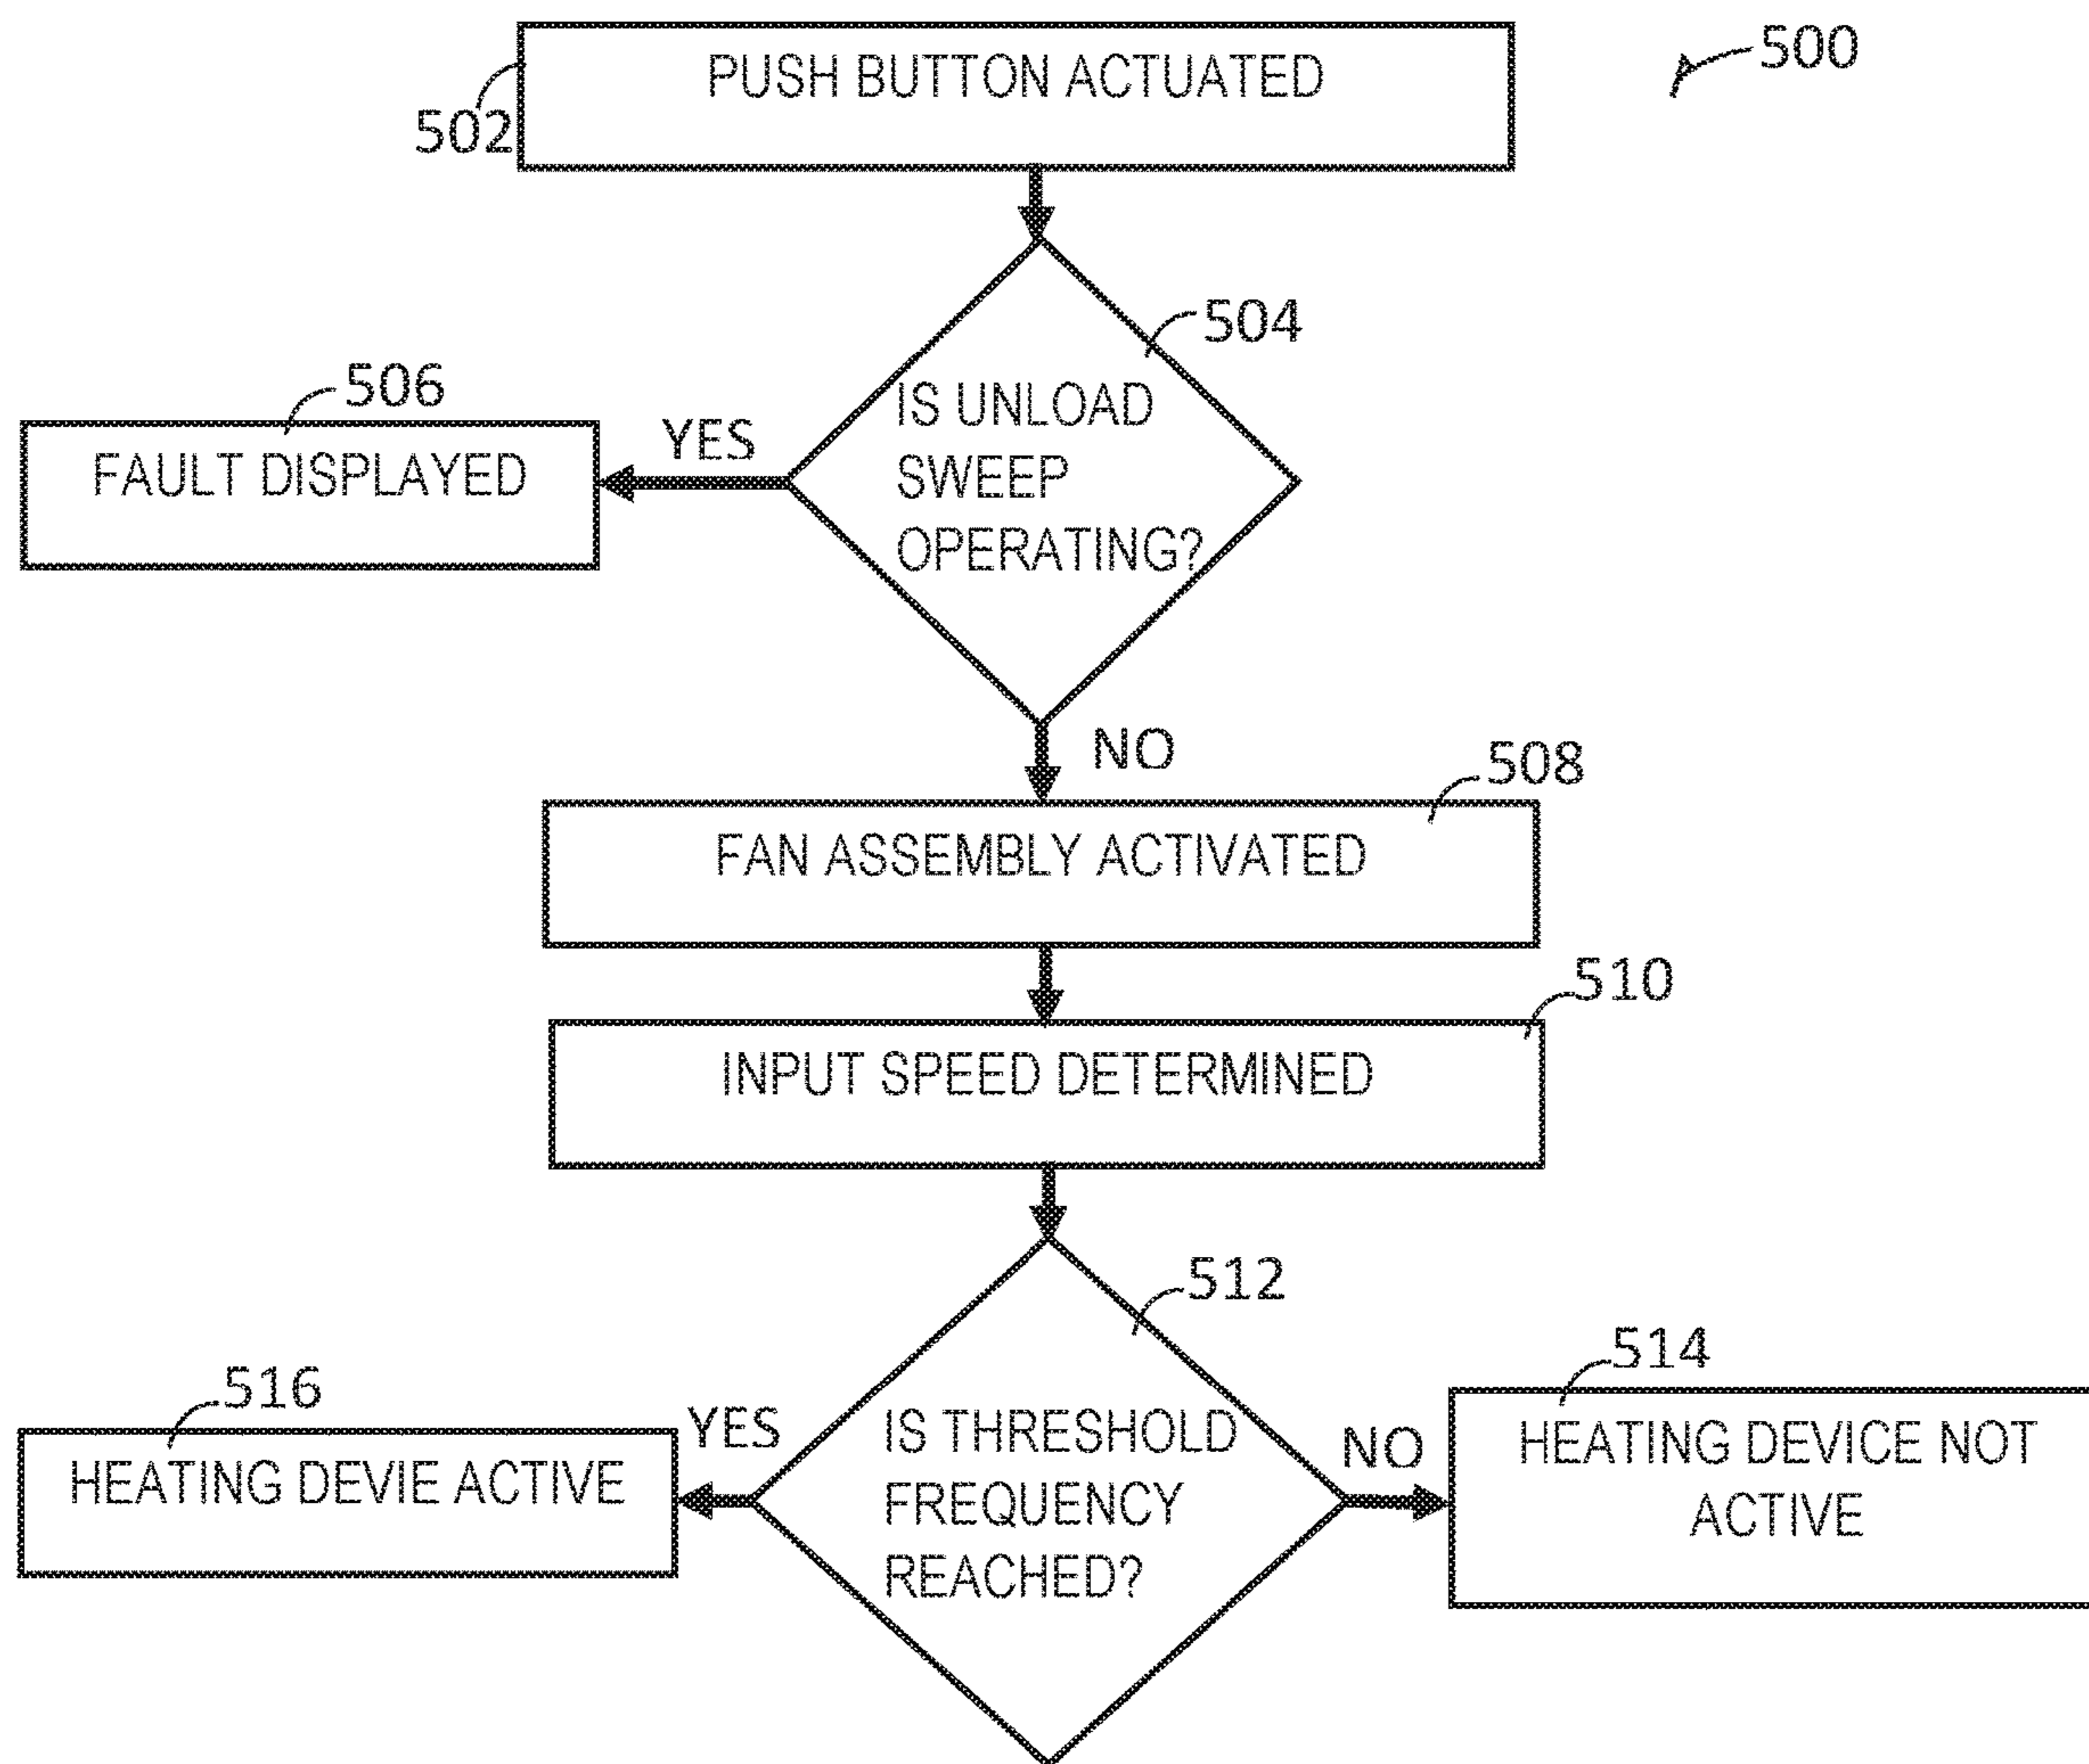 PUSH BUTTON ACTUATED
500
502
504
IS UNLOAD
SWEEP
OPERATING?
506
YES
FAULT DISPLAYED
NO
508
FAN ASSEMBLY ACTIVATED
510
INPUT SPEED DETERMINED
512
IS THRESHOLD
FREQUENCY
REACHED?
516
YES
HEATING DEVIE ACTIVE
514
NO
HEATING DEVICE NOT
ACTIVE